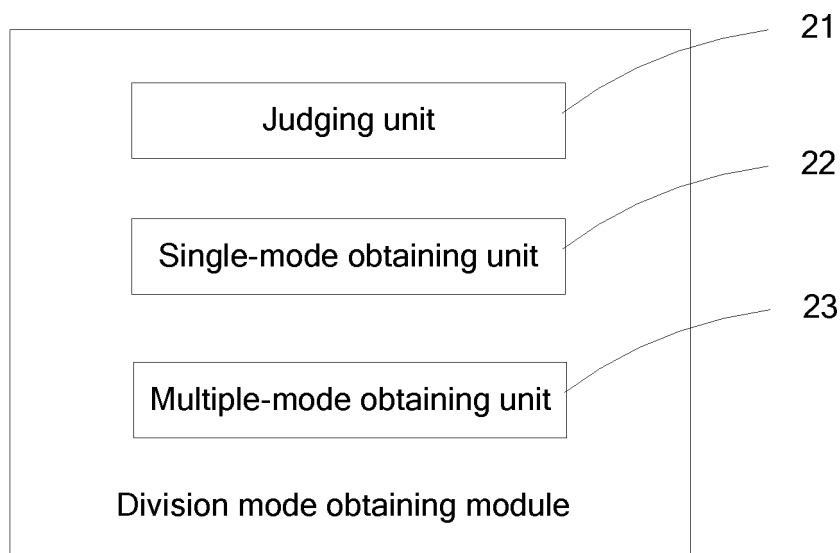 21
Judging unit
22
Single-mode obtaining unit
23
Multiple-mode obtaining unit
Division mode obtaining module